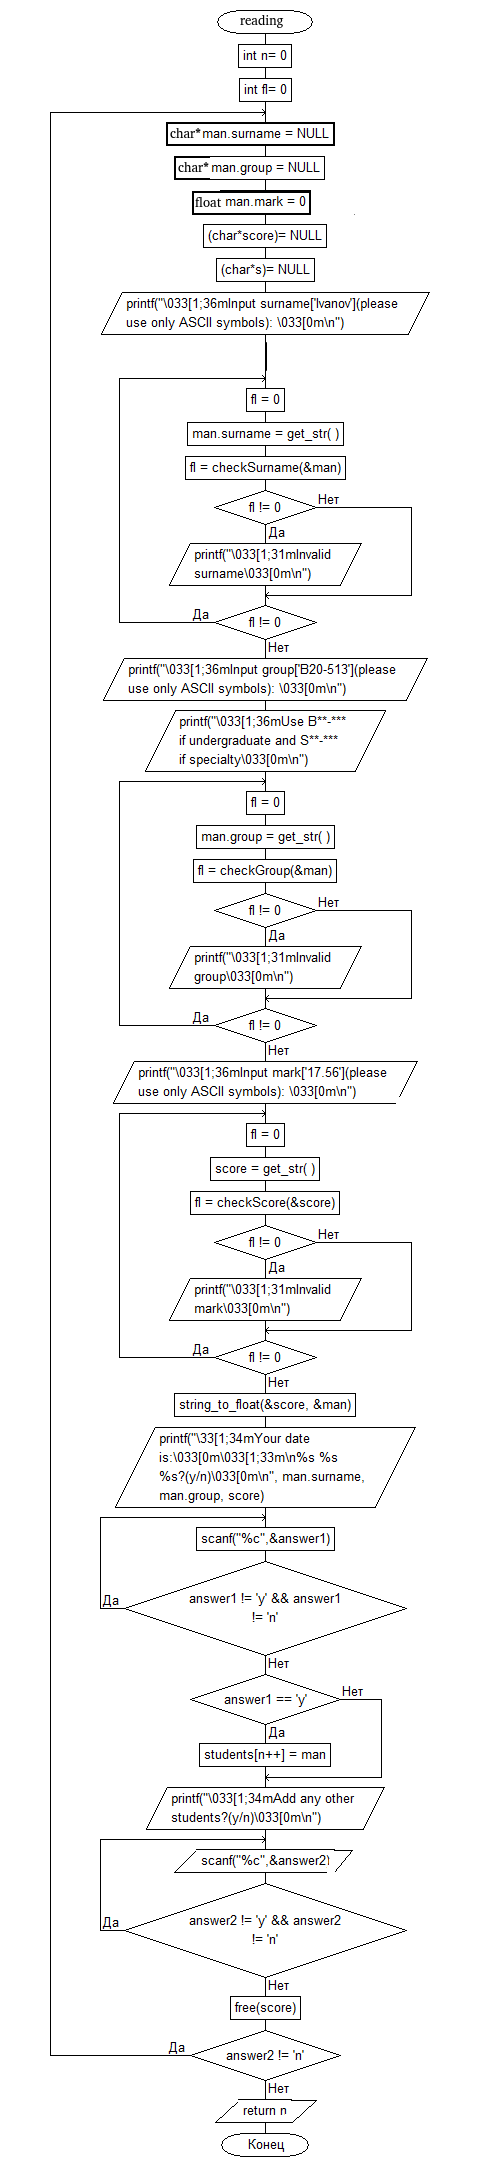 reading
int n= 0
int fl= 0
char* man.surname = NULL
char* man.group = NULL
float man.mark = 0
(char*score)= NULL
(char*s)= NULL
printf("\033[1;36mInput surname['Ivanov'](please
use only ASCII symbols): \033[0m\n")
fl = 0
man.surname = get_str( )
fl = checkSurname(&man)
Нет
fl != 0
Да
printf("\033[1;31mInvalid
surname\033[0m\n")
Да
fl != 0
Нет
printf("\033[1;36mInput group['B20-513'](please
use only ASCII symbols): \033[0m\n")
printf("\033[1;36mUse B**-***
if undergraduate and S**-***
if specialty\033[0m\n")
fl = 0
man.group = get_str( )
fl = checkGroup(&man)
Нет
fl != 0
Да
printf("\033[1;31mInvalid
group\033[0m\n")
Да
fl != 0
Нет
printf("\033[1;36mInput mark['17.56'](please
use only ASCII symbols): \033[0m\n")
fl = 0
score = get_str( )
fl = checkScore(&score)
Нет
fl != 0
Да
printf("\033[1;31mInvalid
mark\033[0m\n")
Да
fl != 0
Нет
string_to_float(&score, &man)
printf("\33[1;34mYour date
is:\033[0m\033[1;33m\n%s %s
%s?(y/n)\033[0m\n", man.surname,
man.group, score)
scanf("%c",&answer1)
answer1 != 'y' && answer1
!= 'n'
Да
Нет
answer1 == 'y'
Нет
Да
students[n++] = man
printf("\033[1;34mAdd any other
students?(y/n)\033[0m\n")
scanf("%c",&answer2)
answer2 != 'y' && answer2
!= 'n'
Да
Нет
free(score)
Да
answer2 != 'n'
Нет
return n
Конец